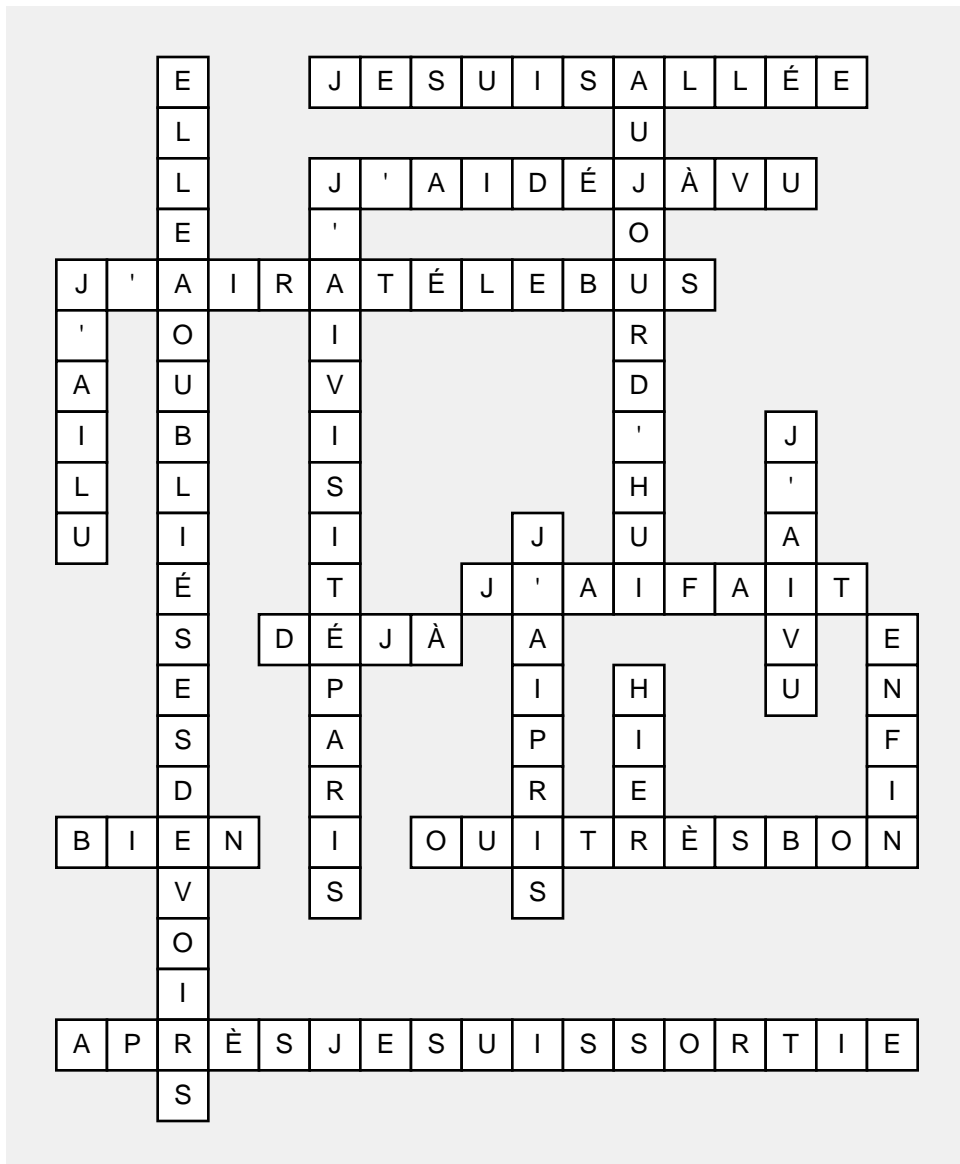 ELLEAOUBLIÉSESDEVOIRS
JESUISALLÉE
AUJOURD'HUI
J'AIDÉJÀVU
J'AIVISITÉPARIS
J'AIRATÉLEBUS
J'AILU
J'AIVU
J'AIPRIS
J'AIFAIT
DÉJÀ
ENFIN
HIER
BIEN
OUITRÈSBON
APRÈSJESUISSORTIE